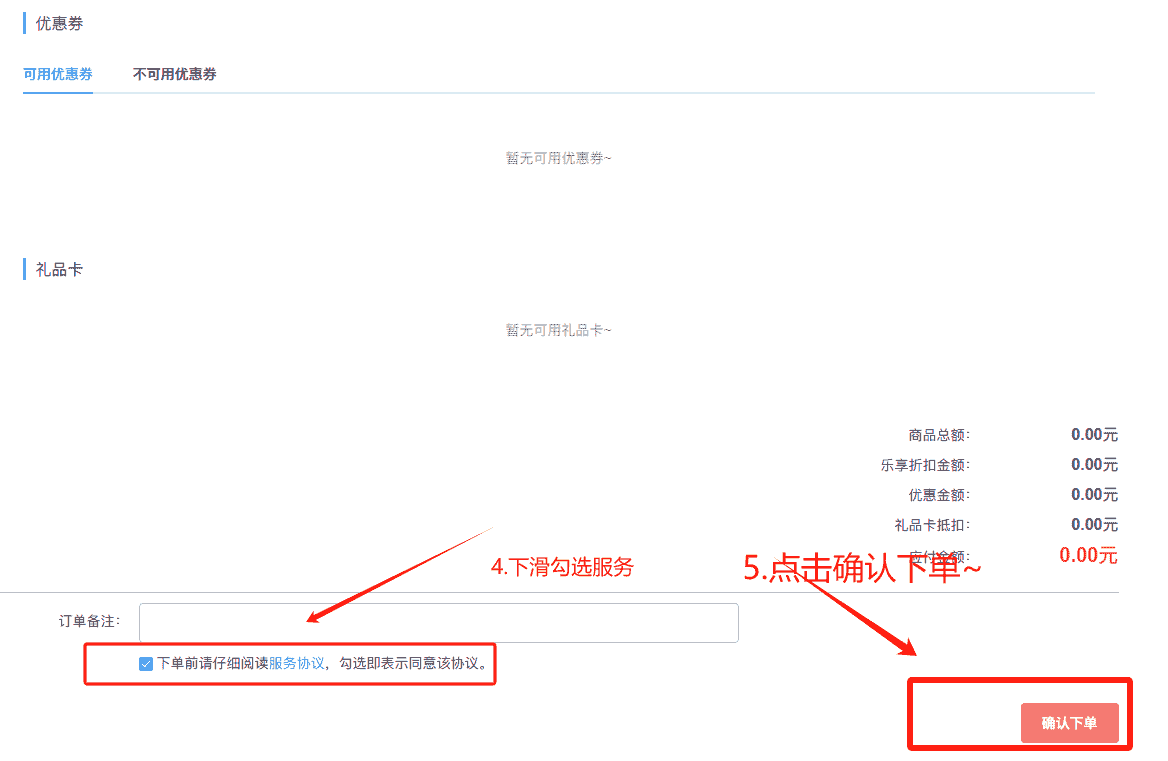 优惠券
可用优惠券 不可用优惠券
暂无可用优惠券~
礼品卡
暂无可用礼品卡~
商品总额： 0.00元
乐享折扣金额： 0.00元
优惠金额： 0.00元
礼品卡抵扣： 0.00元
应付金额： 0.00元
4.下滑勾选服务
5.点击确认下单~
订单备注：
下单前请仔细阅读服务协议，勾选即表示同意该协议。
确认下单